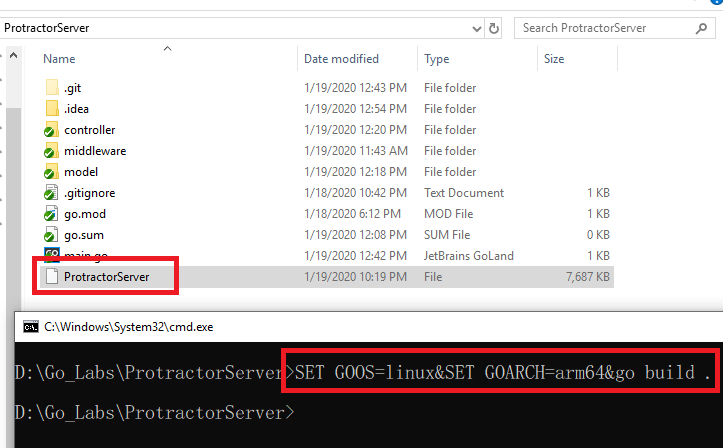 ProtractorServer
Search ProtractorServer
Name Date modified Type Size
.git 1/19/2020 12:43 PM File folder
.idea 1/19/2020 12:54 PM File folder
controller 1/19/2020 12:20 PM File folder
middleware 1/19/2020 11:43 AM File folder
model 1/19/2020 12:18 PM File folder
.gitignore 1/18/2020 10:42 PM Text Document 1 KB
go.mod 1/18/2020 6:12 PM MOD File 1 KB
go.sum 1/19/2020 12:08 PM SUM File 0 KB
main.go 1/19/2020 12:42 PM JetBrains GoLand 1 KB
ProtractorServer 1/19/2020 10:19 PM File 7,687 KB
C:\Windows\System32\cmd.exe
D:\Go_Labs\ProtractorServer>SET GOOS=linux&SET GOARCH=arm64&go build .
D:\Go_Labs\ProtractorServer>